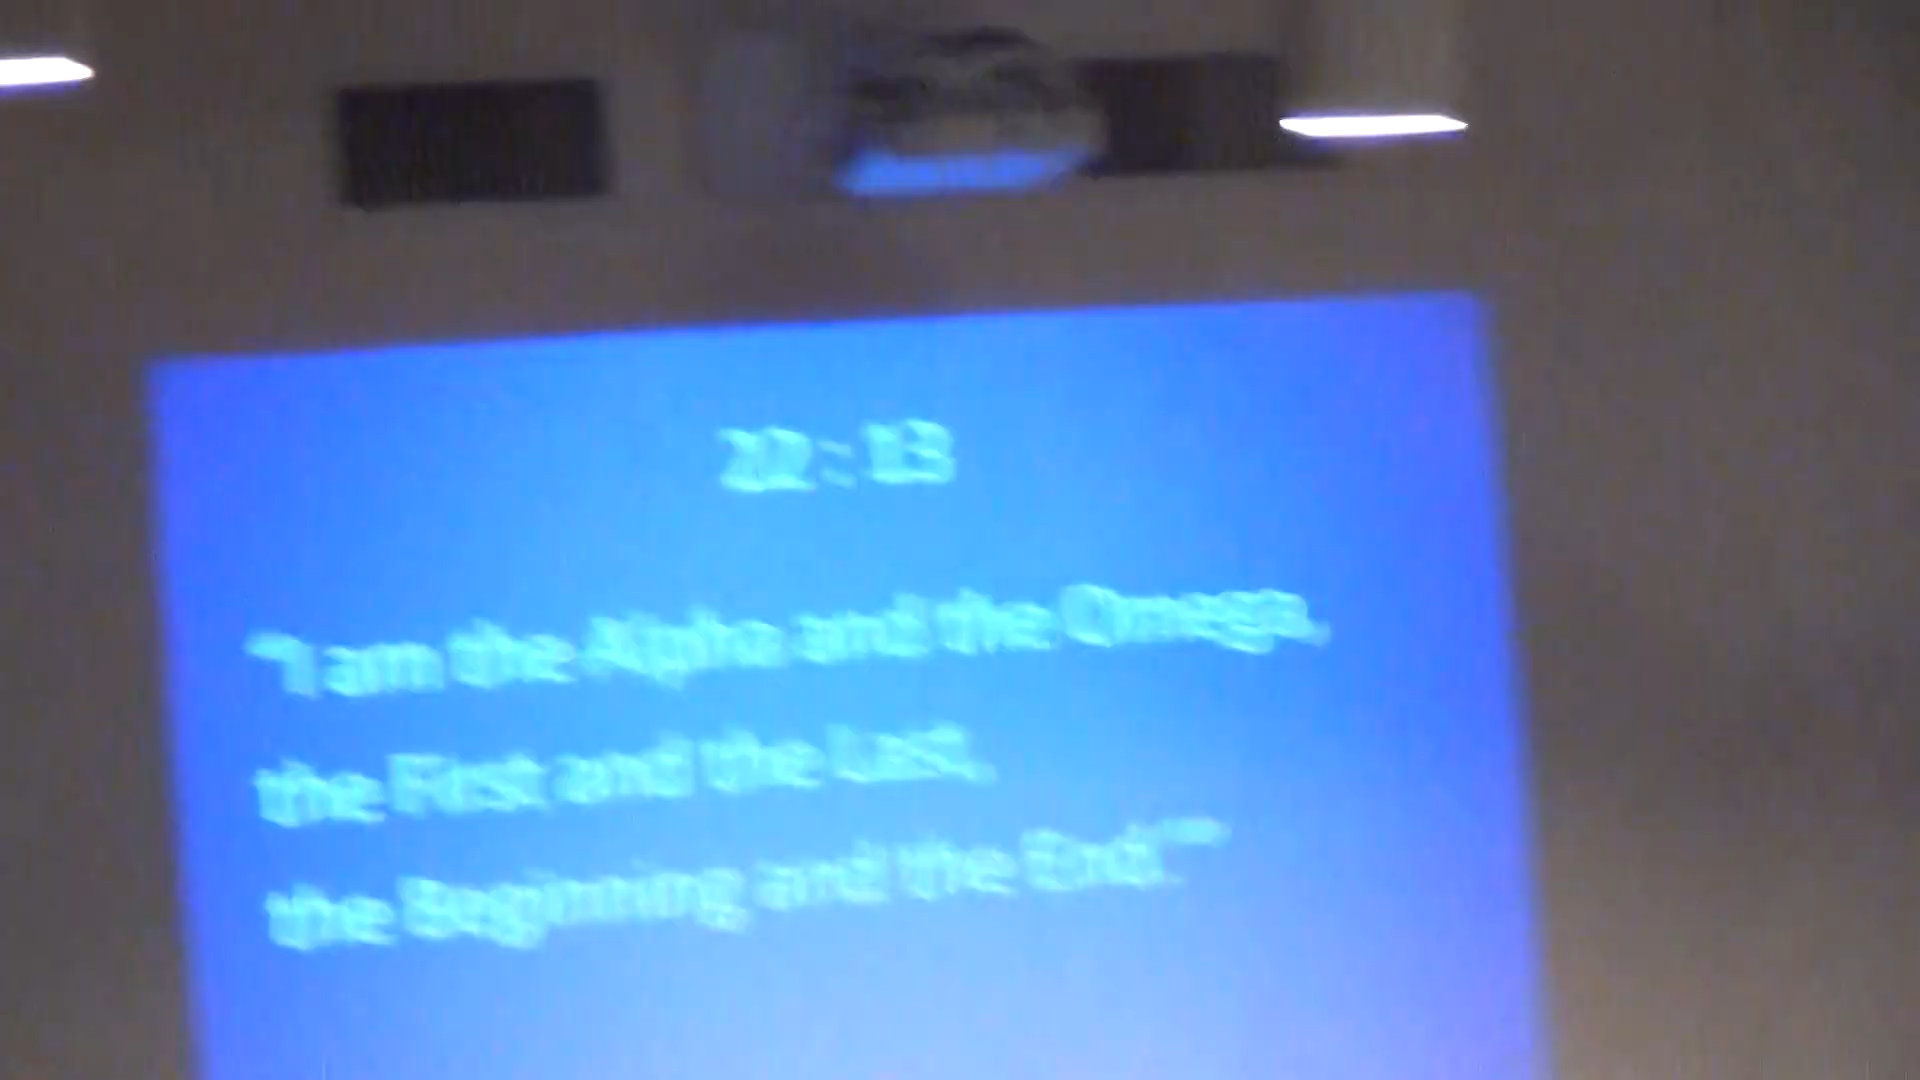 22:13
"I am the Alpha and the Omega,
the First and the Last,
the Beginning and the End."